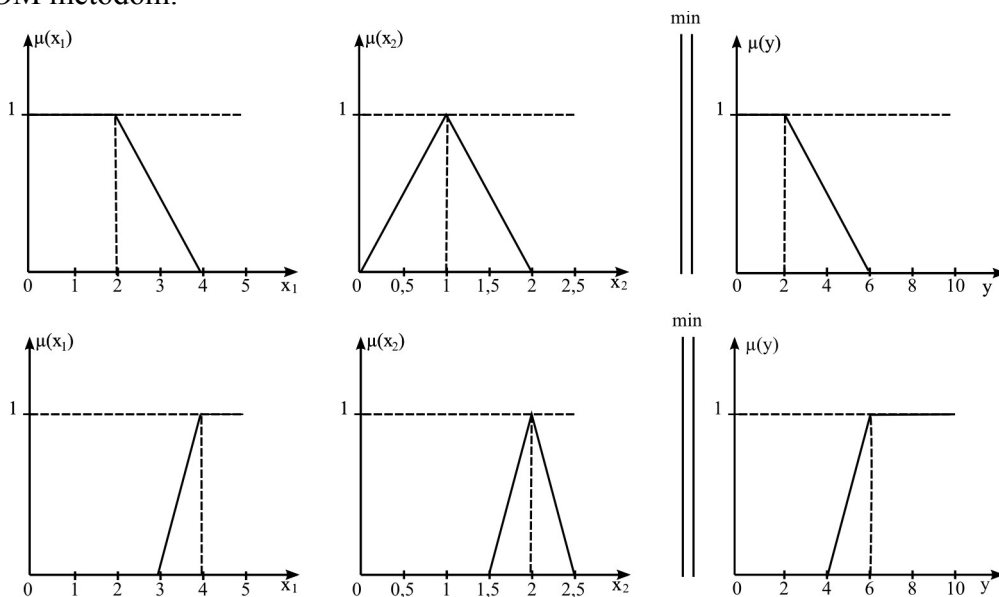 OM metodom.
min
μ(x₁) μ(x₂) μ(y)
1 1 1
0 1 2 3 4 5 x₁ 0 0,5 1 1,5 2 2,5 x₂ 0 2 4 6 8 10 y
min
μ(x₁) μ(x₂) μ(y)
1 1 1
0 1 2 3 4 5 x₁ 0 0,5 1 1,5 2 2,5 x₂ 0 2 4 6 8 10 y